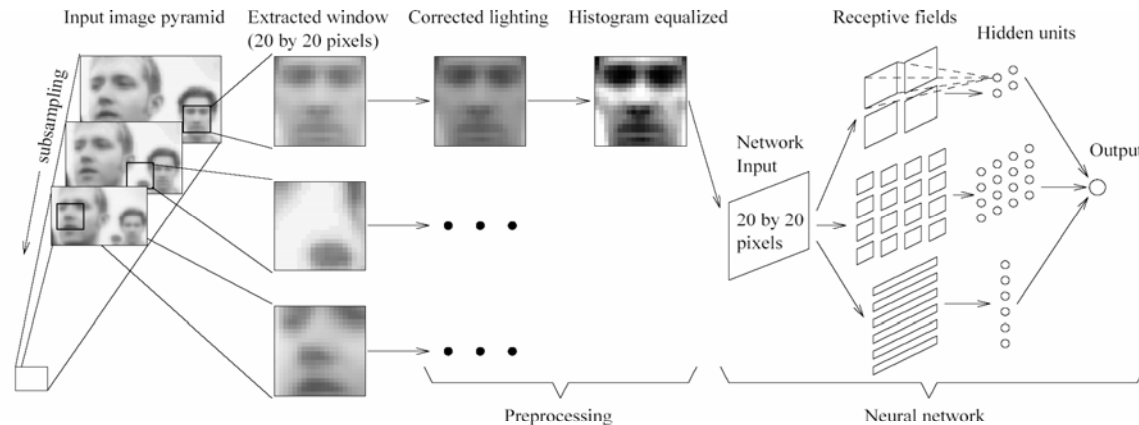 Input image pyramid
Extracted window
(20 by 20 pixels)
Corrected lighting
Histogram equalized
Receptive fields
Hidden units
subsampling
Network
Input
20 by 20
pixels
Output
Preprocessing
Neural network